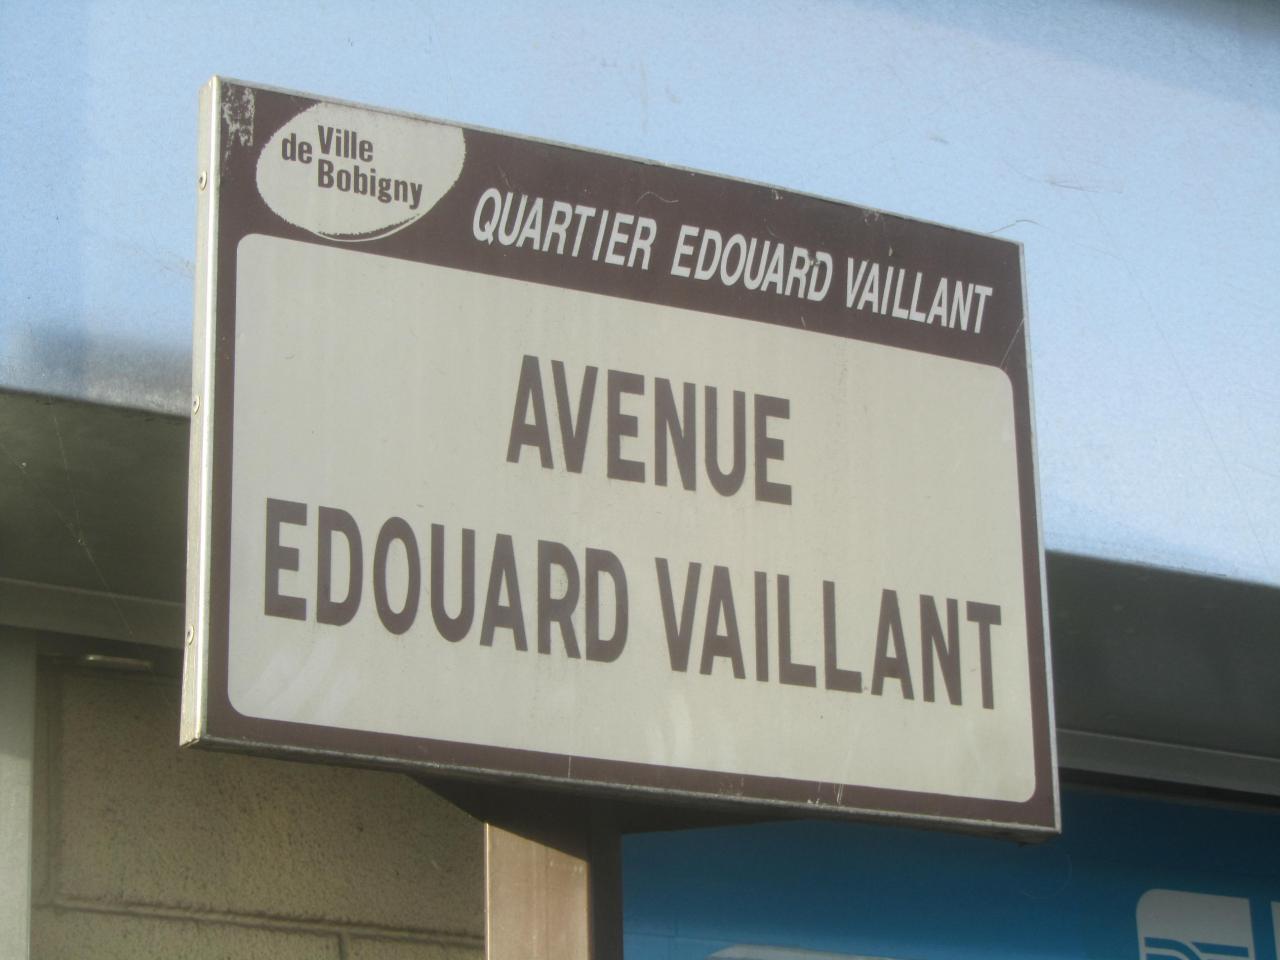 Ville
de Bobigny
QUARTIER EDOUARD VAILLANT
AVENUE
EDOUARD VAILLANT